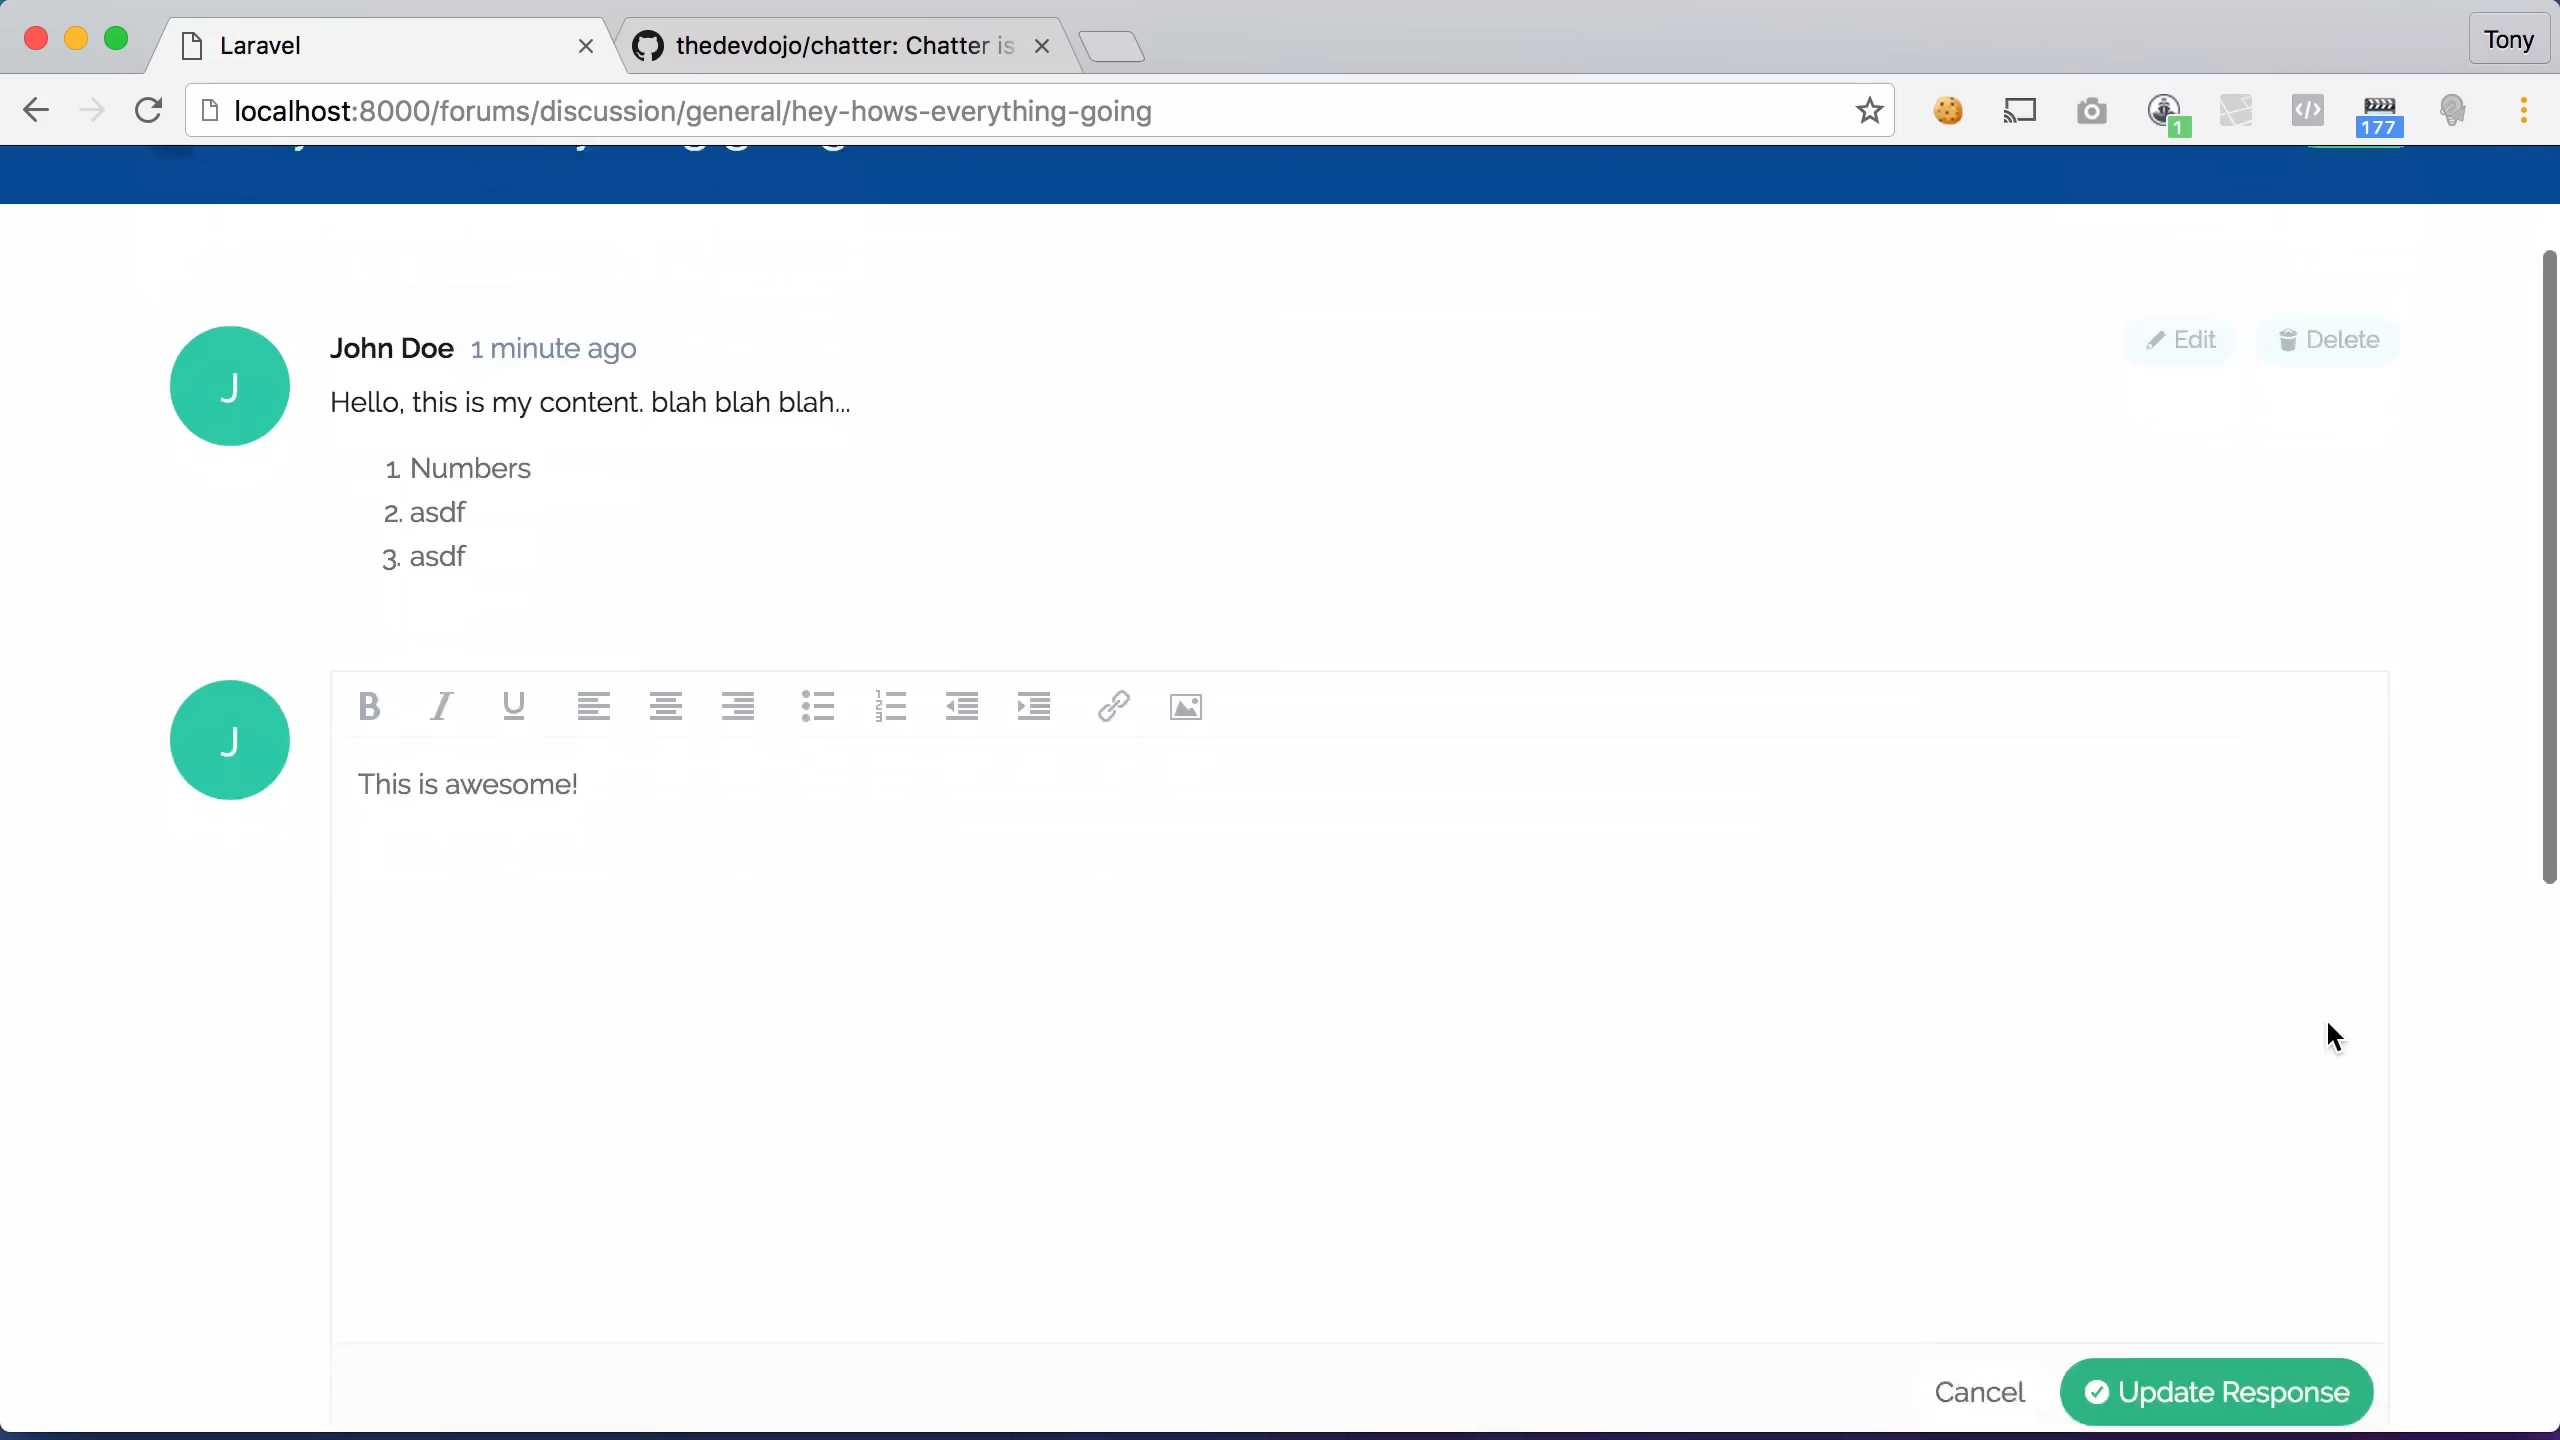 Laravel
thedevdojo/chatter: Chatter is
Tony
localhost:8000/forums/discussion/general/hey-hows-everything-going
1
177
J
John Doe 1 minute ago
Edit
Delete
Hello, this is my content. blah blah blah...
1. Numbers
2. asdf
3. asdf
J
B I U
This is awesome!
Cancel
Update Response